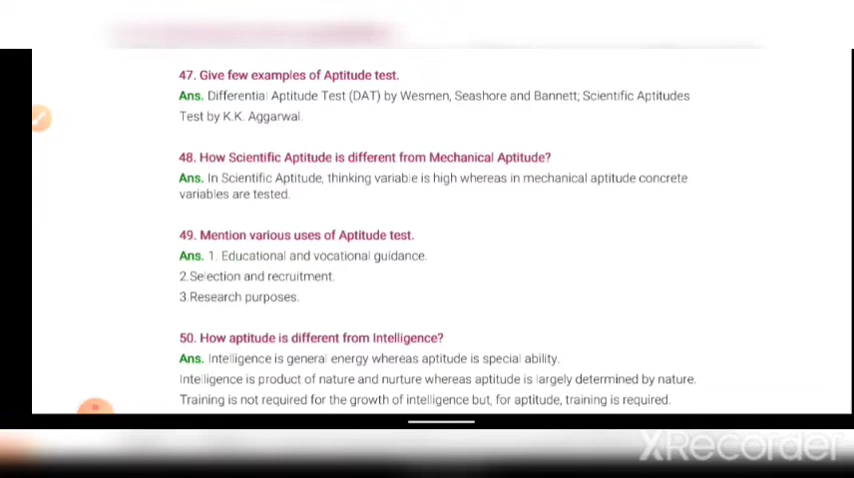 47. Give few examples of Aptitude test.
Ans. Differential Aptitude Test (DAT) by Wesmen, Seashore and Bannett; Scientific Aptitudes
Test by K.K. Aggarwal.
48. How Scientific Aptitude is different from Mechanical Aptitude?
Ans. In Scientific Aptitude, thinking variable is high whereas in mechanical aptitude concrete
variables are tested.
49. Mention various uses of Aptitude test.
Ans. 1. Educational and vocational guidance.
2.Selection and recruitment.
3.Research purposes.
50. How aptitude is different from Intelligence?
Ans. Intelligence is general energy whereas aptitude is special ability.
Intelligence is product of nature and nurture whereas aptitude is largely determined by nature.
Training is not required for the growth of intelligence but, for aptitude, training is required.
XRecorder